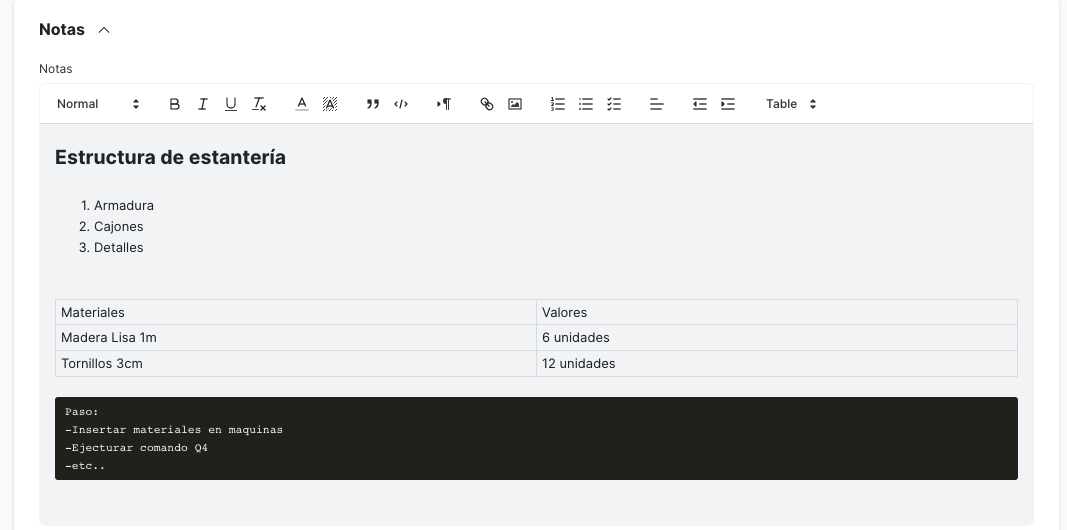 Notas
Notas
Normal
Table
Estructura de estantería
1. Armadura
2. Cajones
3. Detalles
Materiales Valores
Madera Lisa 1m 6 unidades
Tornillos 3cm 12 unidades
Paso:
-Insertar materiales en maquinas
-Ejecturar comando Q4
-etc..